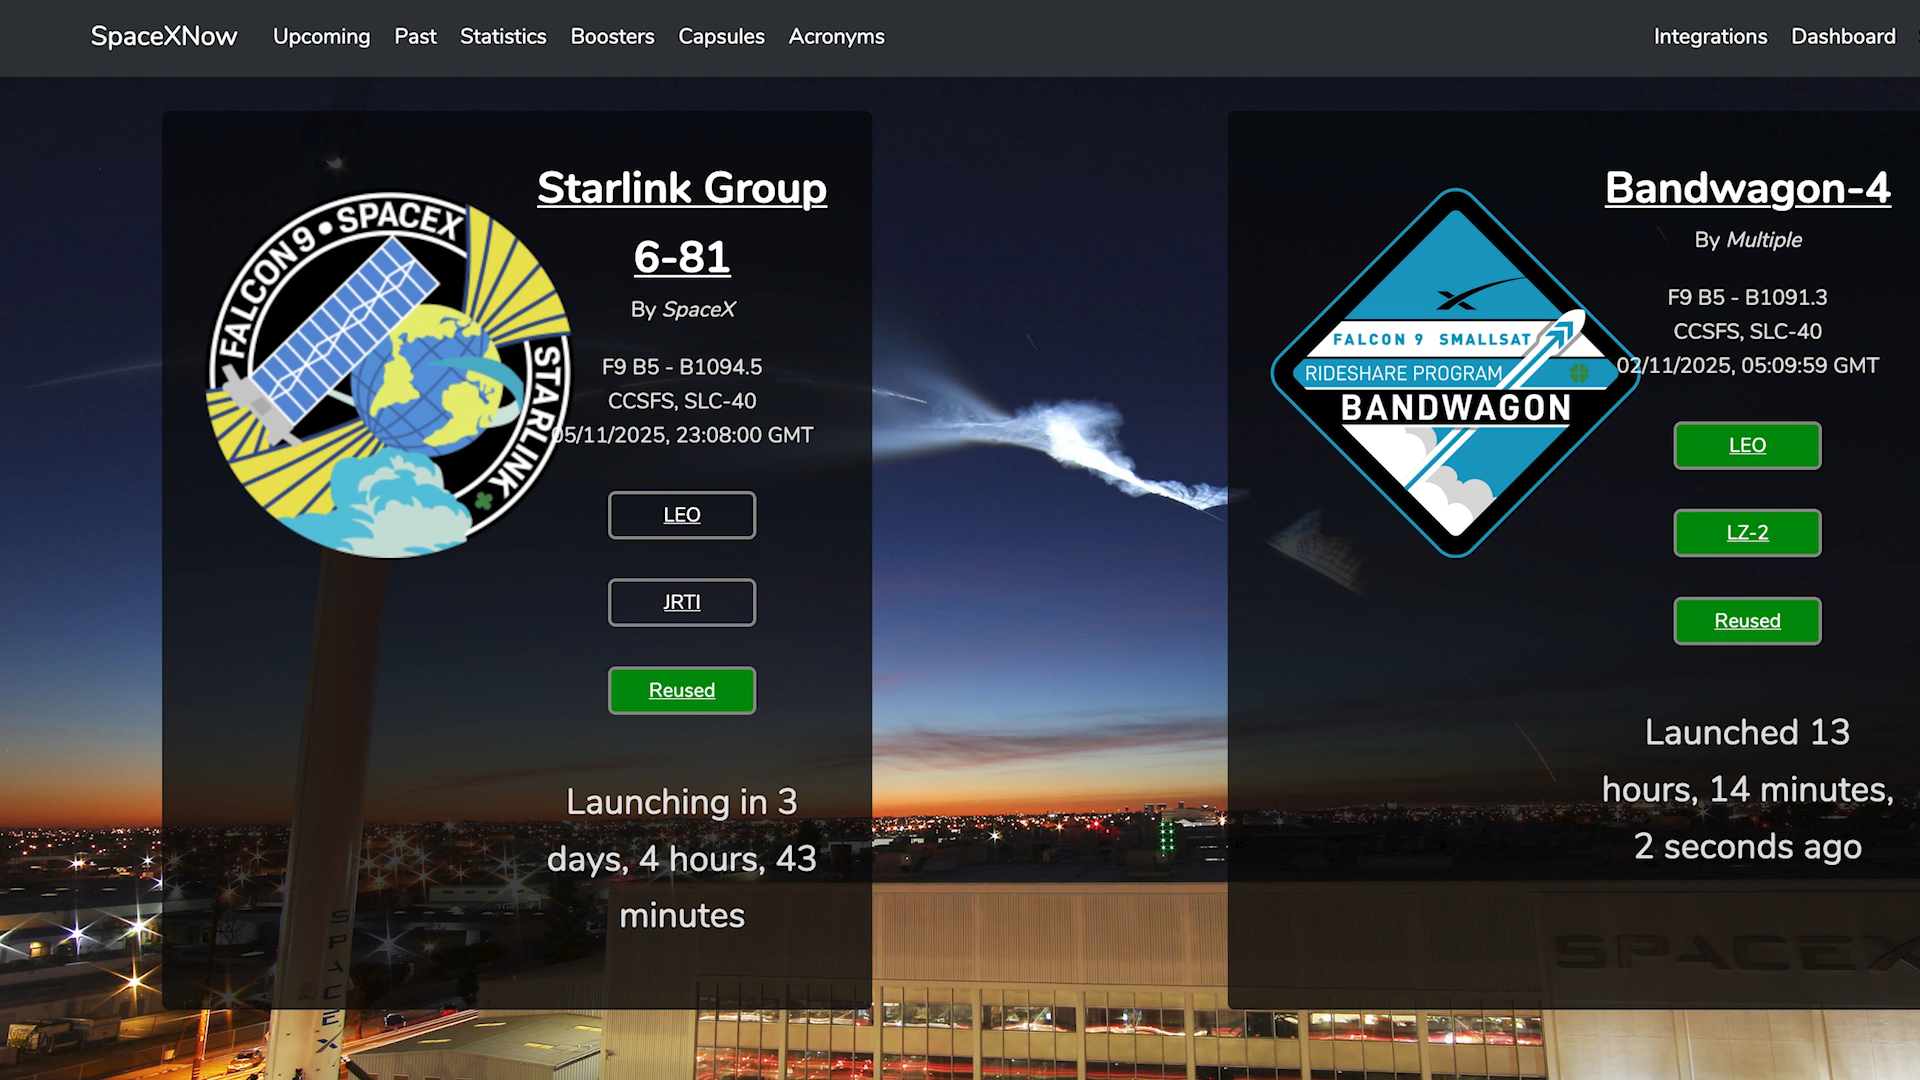 SpaceXNow Upcoming Past Statistics Boosters Capsules Acronyms Integrations Dashboard
FALCON 9 • SPACEX
STARLINK
Starlink Group
6-81
By SpaceX
F9 B5 - B1094.5
CCSFS, SLC-40
05/11/2025, 23:08:00 GMT
LEO
JRTI
Reused
Launching in 3
days, 4 hours, 43
minutes
SPACEX
FALCON 9 SMALLSAT
RIDESHARE PROGRAM
BANDWAGON
Bandwagon-4
By Multiple
F9 B5 - B1091.3
CCSFS, SLC-40
02/11/2025, 05:09:59 GMT
LEO
LZ-2
Reused
Launched 13
hours, 14 minutes,
2 seconds ago
SPACEX